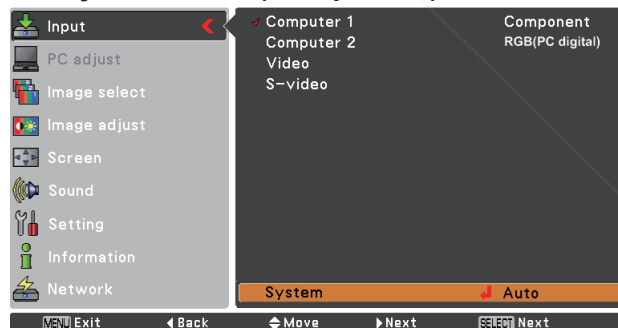 Input
PC adjust
Image select
Image adjust
Screen
Sound
Setting
Information
Network
Computer 1 Component
Computer 2 RGB(PC digital)
Video
S-video
System Auto
MENU Exit Back Move Next SELECT Next